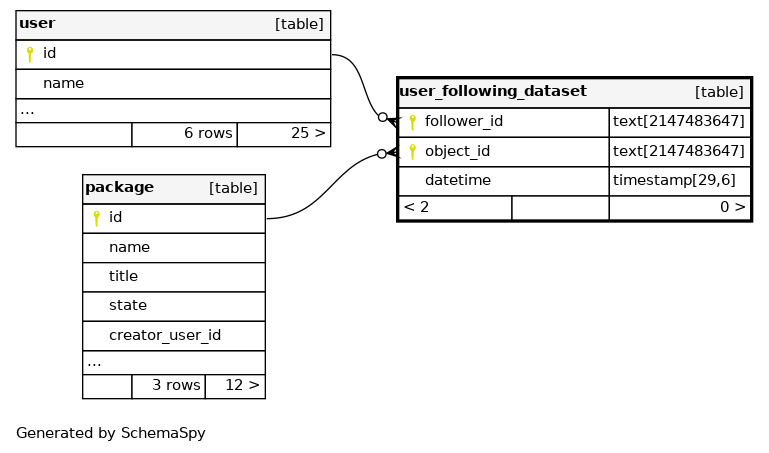 user [table]
id
name
...
6 rows 25 >
user_following_dataset [table]
follower_id text[2147483647]
object_id text[2147483647]
datetime timestamp[29,6]
< 2 0 >
package [table]
id
name
title
state
creator_user_id
...
3 rows 12 >
Generated by SchemaSpy